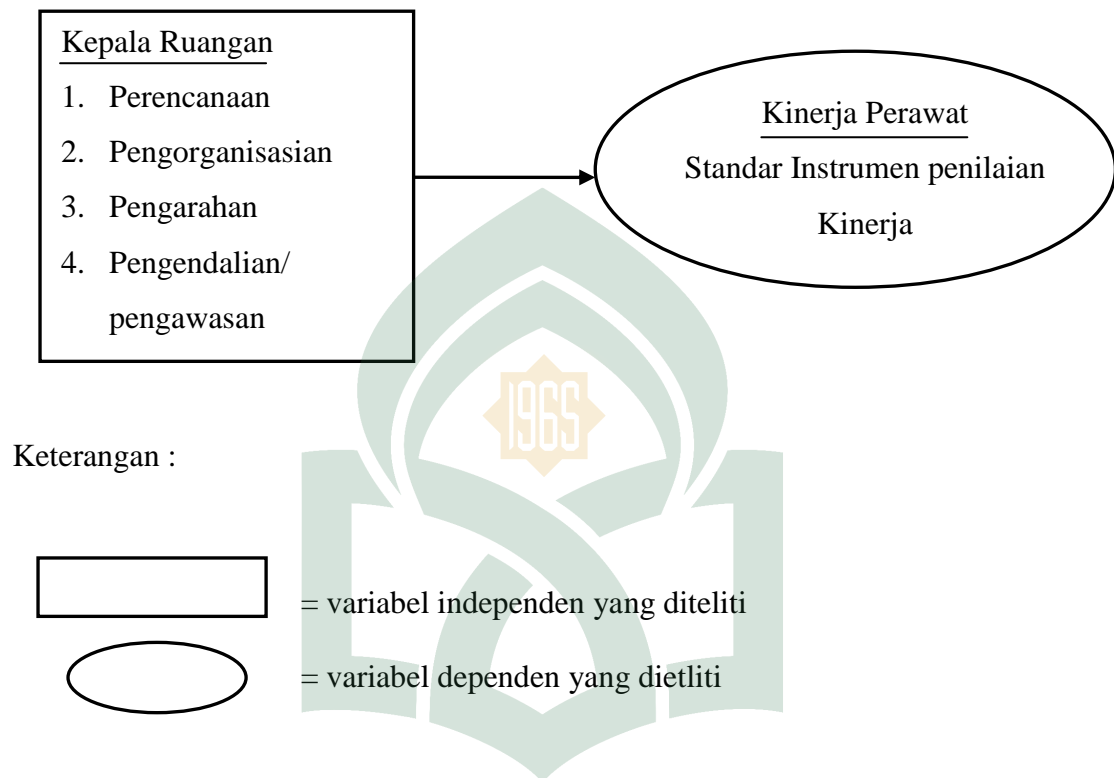 Kepala Ruangan
1. Perencanaan
2. Pengorganisasian
3. Pengarahan
4. Pengendalian/
pengawasan
Kinerja Perawat
Standar Instrumen penilaian
Kinerja
1965
Keterangan :
= variabel independen yang diteliti
= variabel dependen yang dietliti